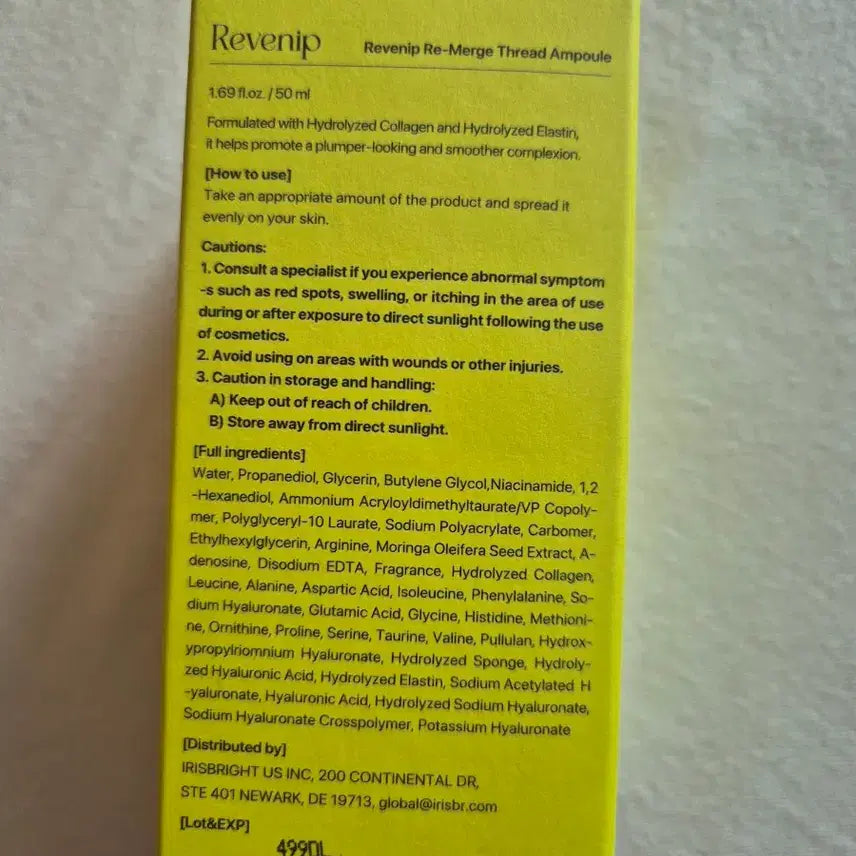 Revenip
Revenip Re-Merge Thread Ampoule
1.69 fl.oz. / 50 ml
Formulated with Hydrolyzed Collagen and Hydrolyzed Elastin,
it helps promote a plumper-looking and smoother complexion.
[How to use]
Take an appropriate amount of the product and spread it
evenly on your skin.
Cautions:
1. Consult a specialist if you experience abnormal symptom
-s such as red spots, swelling, or itching in the area of use
during or after exposure to direct sunlight following the use
of cosmetics.
2. Avoid using on areas with wounds or other injuries.
3. Caution in storage and handling:
A) Keep out of reach of children.
B) Store away from direct sunlight.
[Full ingredients]
Water, Propanediol, Glycerin, Butylene Glycol,Niacinamide, 1,2
-Hexanediol, Ammonium Acryloyldimethyltaurate/VP Copoly-
mer, Polyglyceryl-10 Laurate, Sodium Polyacrylate, Carbomer,
Ethylhexylglycerin, Arginine, Moringa Oleifera Seed Extract, A-
denosine, Disodium EDTA, Fragrance, Hydrolyzed Collagen,
Leucine, Alanine, Aspartic Acid, Isoleucine, Phenylalanine, So-
dium Hyaluronate, Glutamic Acid, Glycine, Histidine, Methioni-
ne, Ornithine, Proline, Serine, Taurine, Valine, Pullulan, Hydrox-
ypropylriomnium Hyaluronate, Hydrolyzed Sponge, Hydroly-
zed Hyaluronic Acid, Hydrolyzed Elastin, Sodium Acetylated H
-yaluronate, Hyaluronic Acid, Hydrolyzed Sodium Hyaluronate,
Sodium Hyaluronate Crosspolymer, Potassium Hyaluronate
[Distributed by]
IRISBRIGHT US INC, 200 CONTINENTAL DR,
STE 401 NEWARK, DE 19713, global@irisbr.com
[Lot&EXP]